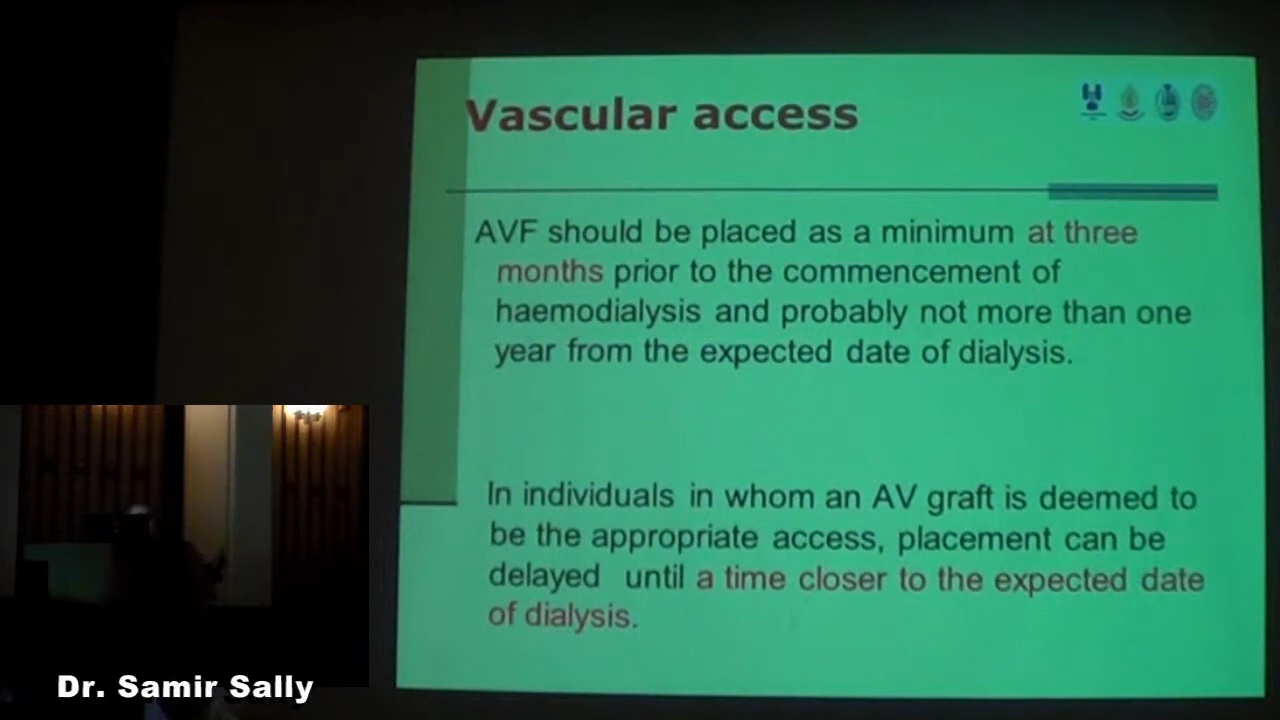 Vascular access
AVF should be placed as a minimum at three
months prior to the commencement of
haemodialysis and probably not more than one
year from the expected date of dialysis.
In individuals in whom an AV graft is deemed to
be the appropriate access, placement can be
delayed until a time closer to the expected date
of dialysis.
Dr. Samir Sally